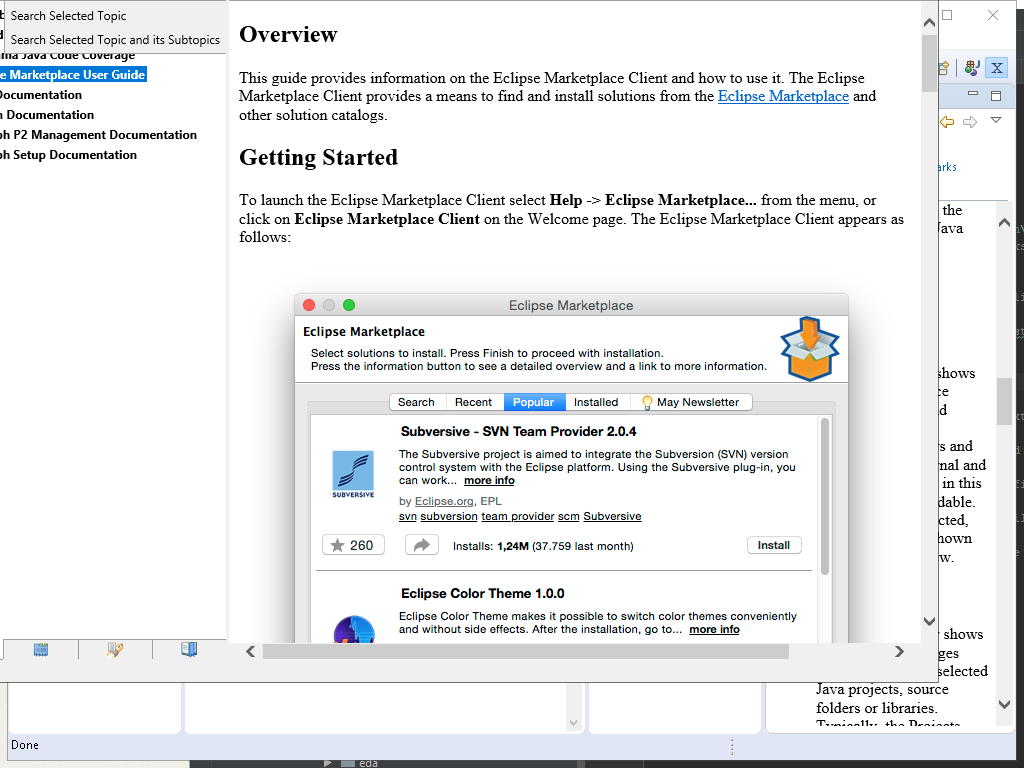 Search Selected Topic
Search Selected Topic and its Subtopics
Java Code Coverage
e Marketplace User Guide
Documentation
n Documentation
ph P2 Management Documentation
ph Setup Documentation
Overview
This guide provides information on the Eclipse Marketplace Client and how to use it. The Eclipse
Marketplace Client provides a means to find and install solutions from the Eclipse Marketplace and
other solution catalogs.
Getting Started
To launch the Eclipse Marketplace Client select Help -> Eclipse Marketplace... from the menu, or
click on Eclipse Marketplace Client on the Welcome page. The Eclipse Marketplace Client appears as
follows:
Eclipse Marketplace
Eclipse Marketplace
Select solutions to install. Press Finish to proceed with installation.
Press the information button to see a detailed overview and a link to more information.
Search Recent Popular Installed May Newsletter
Subversive - SVN Team Provider 2.0.4
The Subversive project is aimed to integrate the Subversion (SVN) version
control system with the Eclipse platform. Using the Subversive plug-in, you
can work... more info
SUBVERSIVE
by Eclipse.org, EPL
svn subversion team provider scm Subversive
260 Installs: 1,24M (37.759 last month) Install
Eclipse Color Theme 1.0.0
Eclipse Color Theme makes it possible to switch color themes conveniently
and without side effects. After the installation, go to... more info
X
arks
the
Java
shows
ce
d
s and
nal and
in this
dable.
cted,
nown
w.
shows
ges
selected
Java projects, source
folders or libraries.
Typically, the Projects
Done
eda